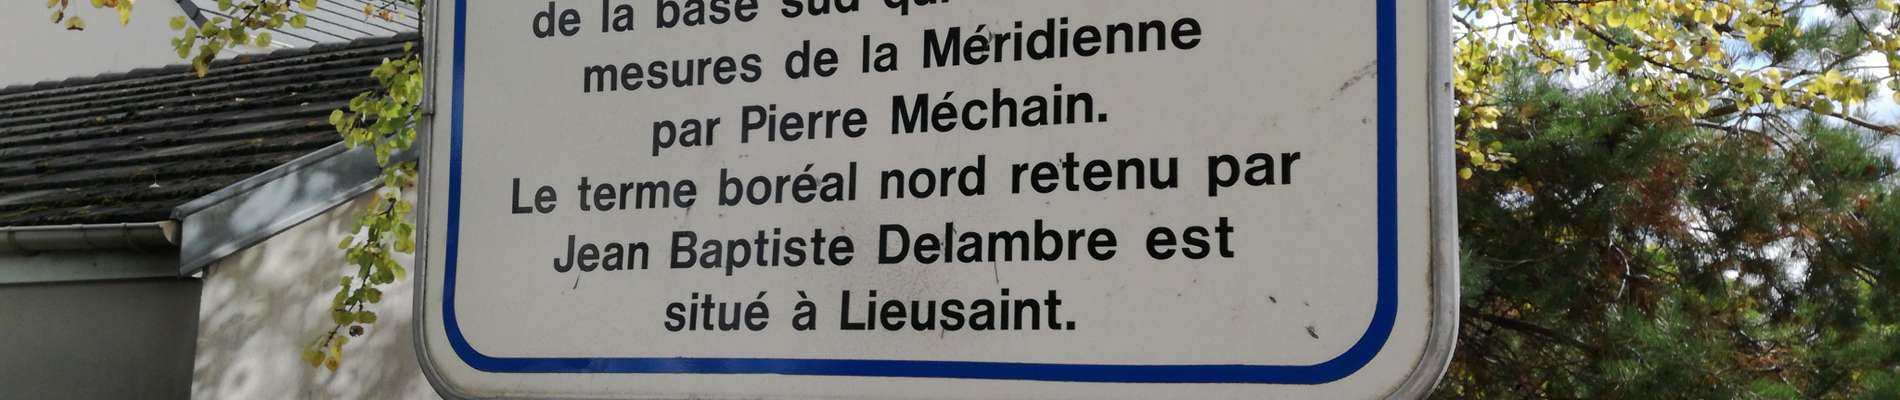 de la base sud
mesures de la Méridienne
par Pierre Méchain.
Le terme boréal nord retenu par
Jean Baptiste Delambre est
situé à Lieusaint.